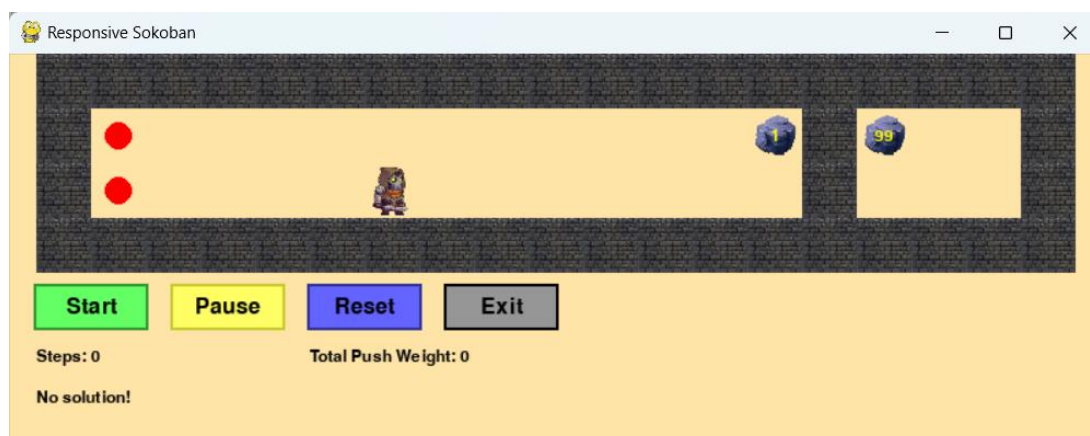 Responsive Sokoban
1 99
Start Pause Reset Exit
Steps: 0 Total Push Weight: 0
No solution!